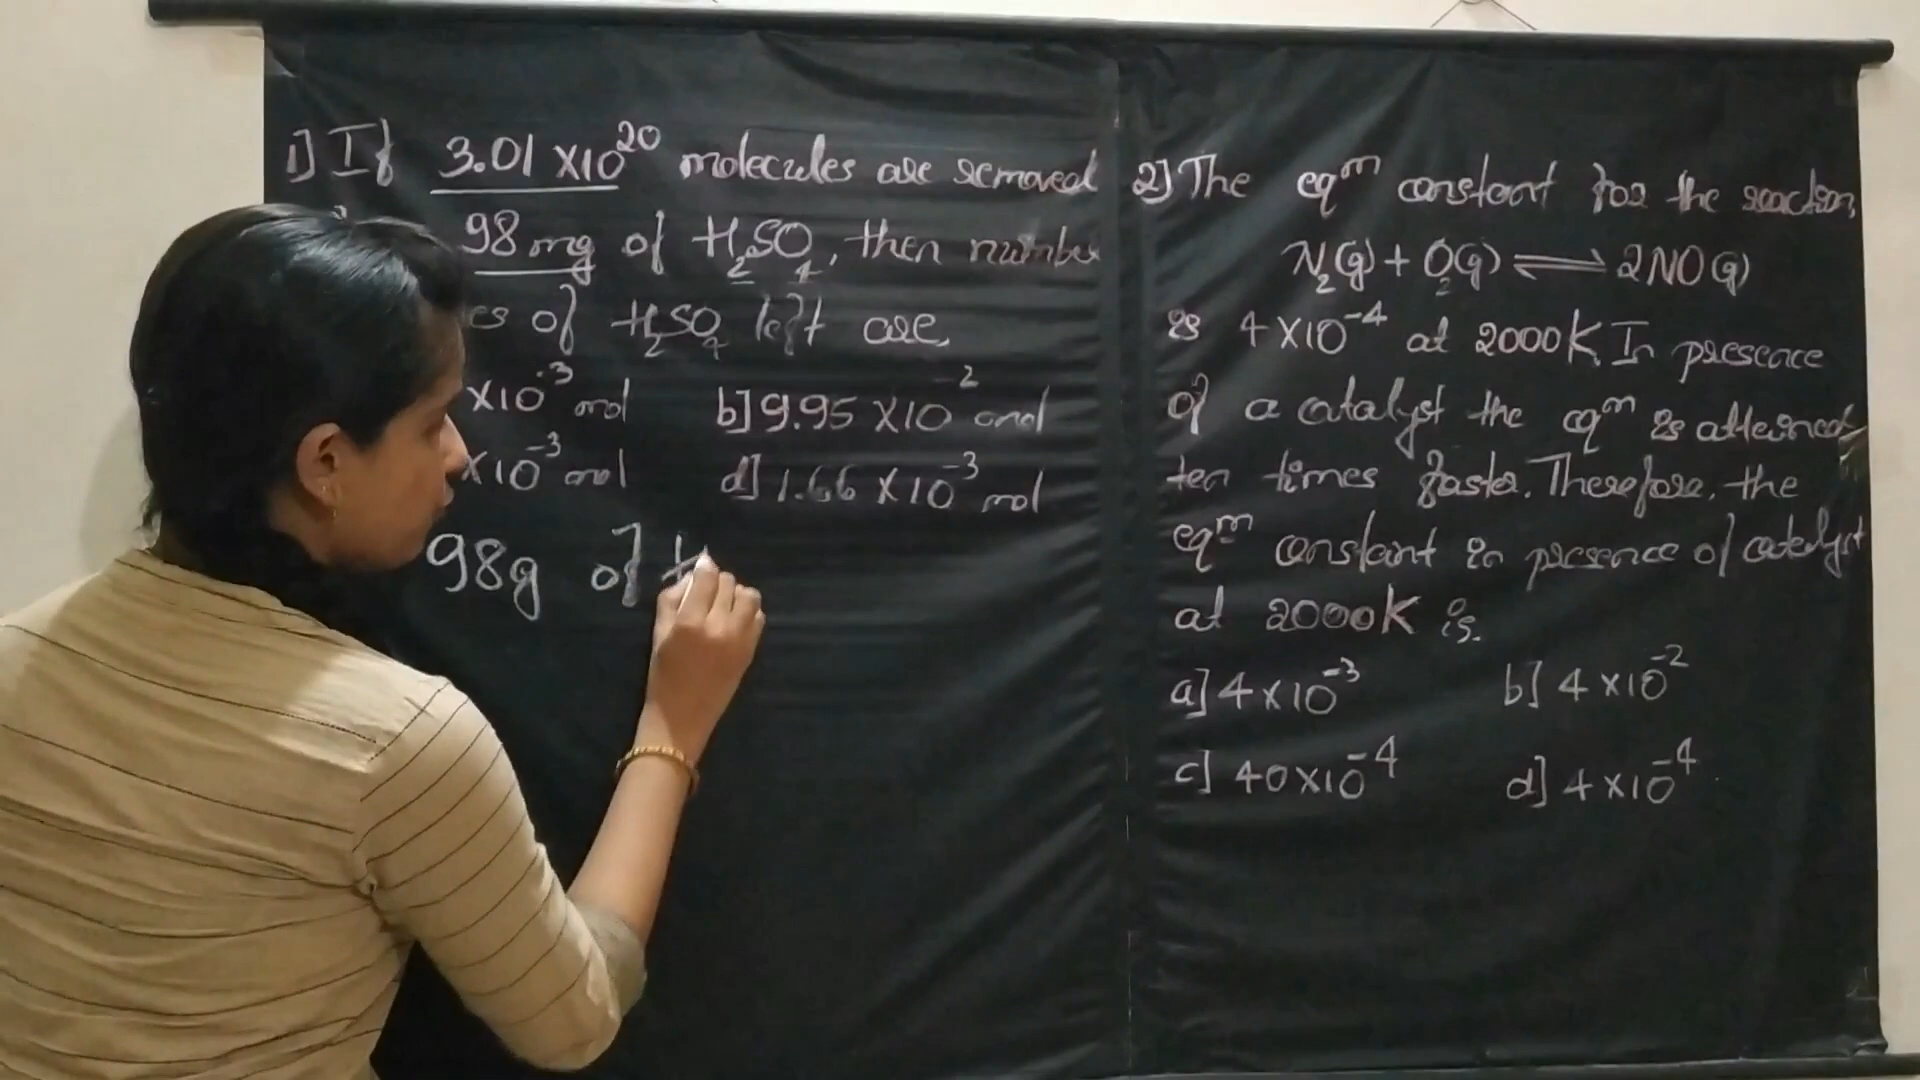 1] If 3.01 x10^20 molecules are removed
98 mg of H2SO4, then number
es of H2SO4 left are,
x10^-3 mol b] 9.95 x10^-2 mol
x10^-3 mol d] 1.66 x 10^-3 mol
98g of
2] The eq^m constant for the reaction,
N2(g) + O2(g) ⇌ 2NO(g)
is 4 x10^-4 at 2000K. In presence
of a catalyst the eq^m is attained
ten times faster. Therefore, the
eq^m constant in presence of catalyst
at 2000K is.
a] 4 x10^-3 b] 4 x10^-2
c] 40 x10^-4 d] 4 x10^-4